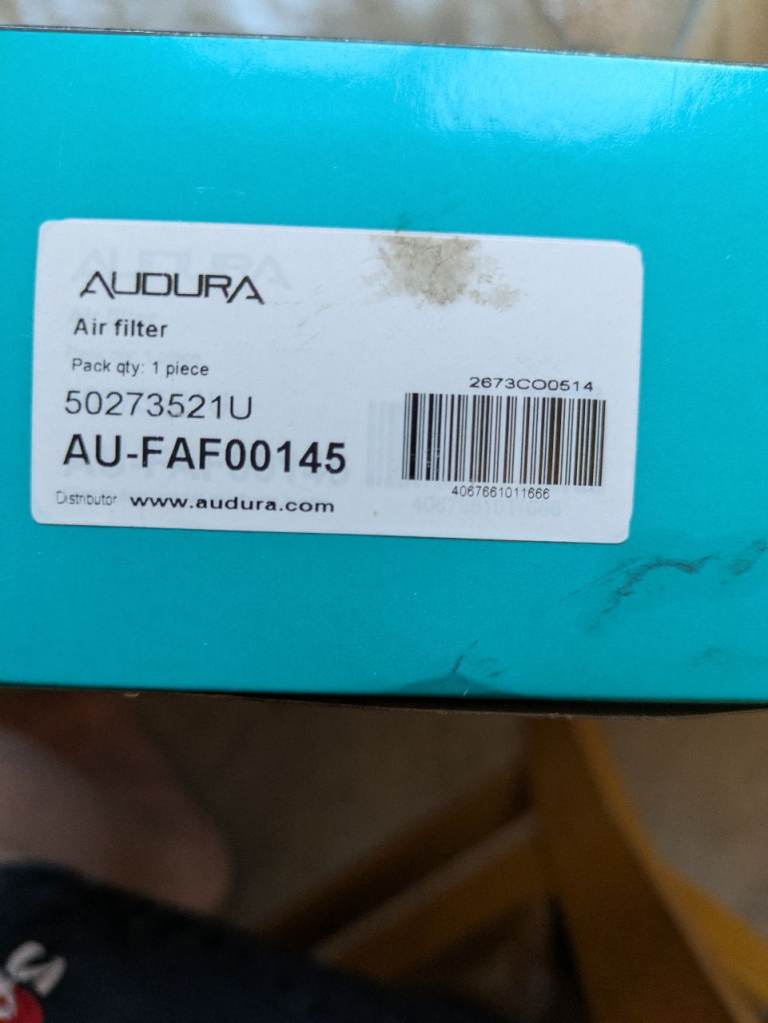 AUDURA
Air filter
Pack qty: 1 piece
50273521U
AU-FAF00145
Distributor www.audura.com
2673CO0514
4067661011666